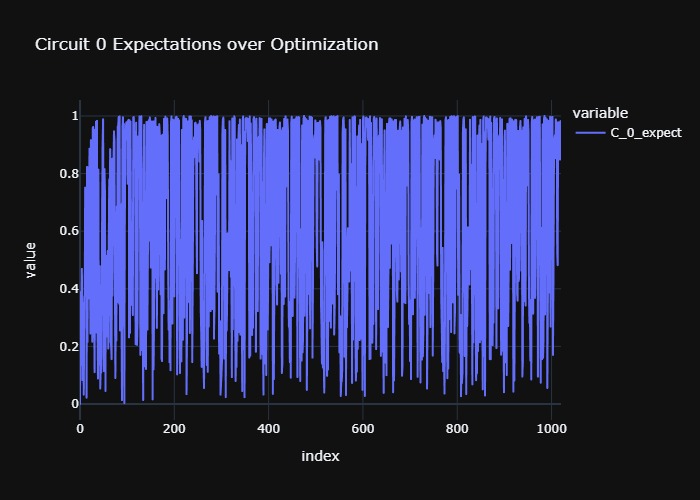 Circuit 0 Expectations over Optimization
variable
C_0_expect
value
1
0.8
0.6
0.4
0.2
0
0 200 400 600 800 1000
index